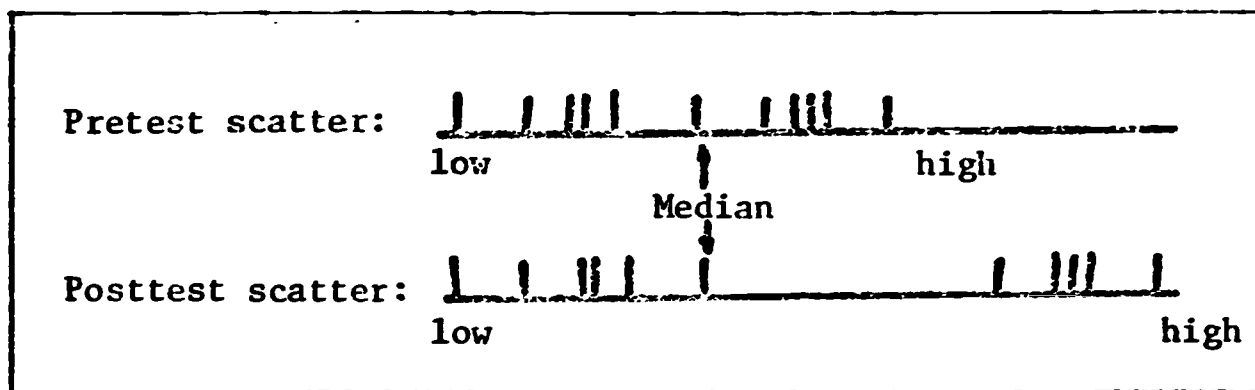 Pretest scatter:
low high
Median
Posttest scatter:
low high